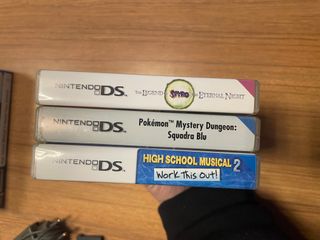 NINTENDO DS THE LEGEND OF SPYRO THE ETERNAL NIGHT
NINTENDO DS Pokémon™ Mystery Dungeon:
Squadra Blu
NINTENDO DS HIGH SCHOOL MUSICAL 2
Work This Out!